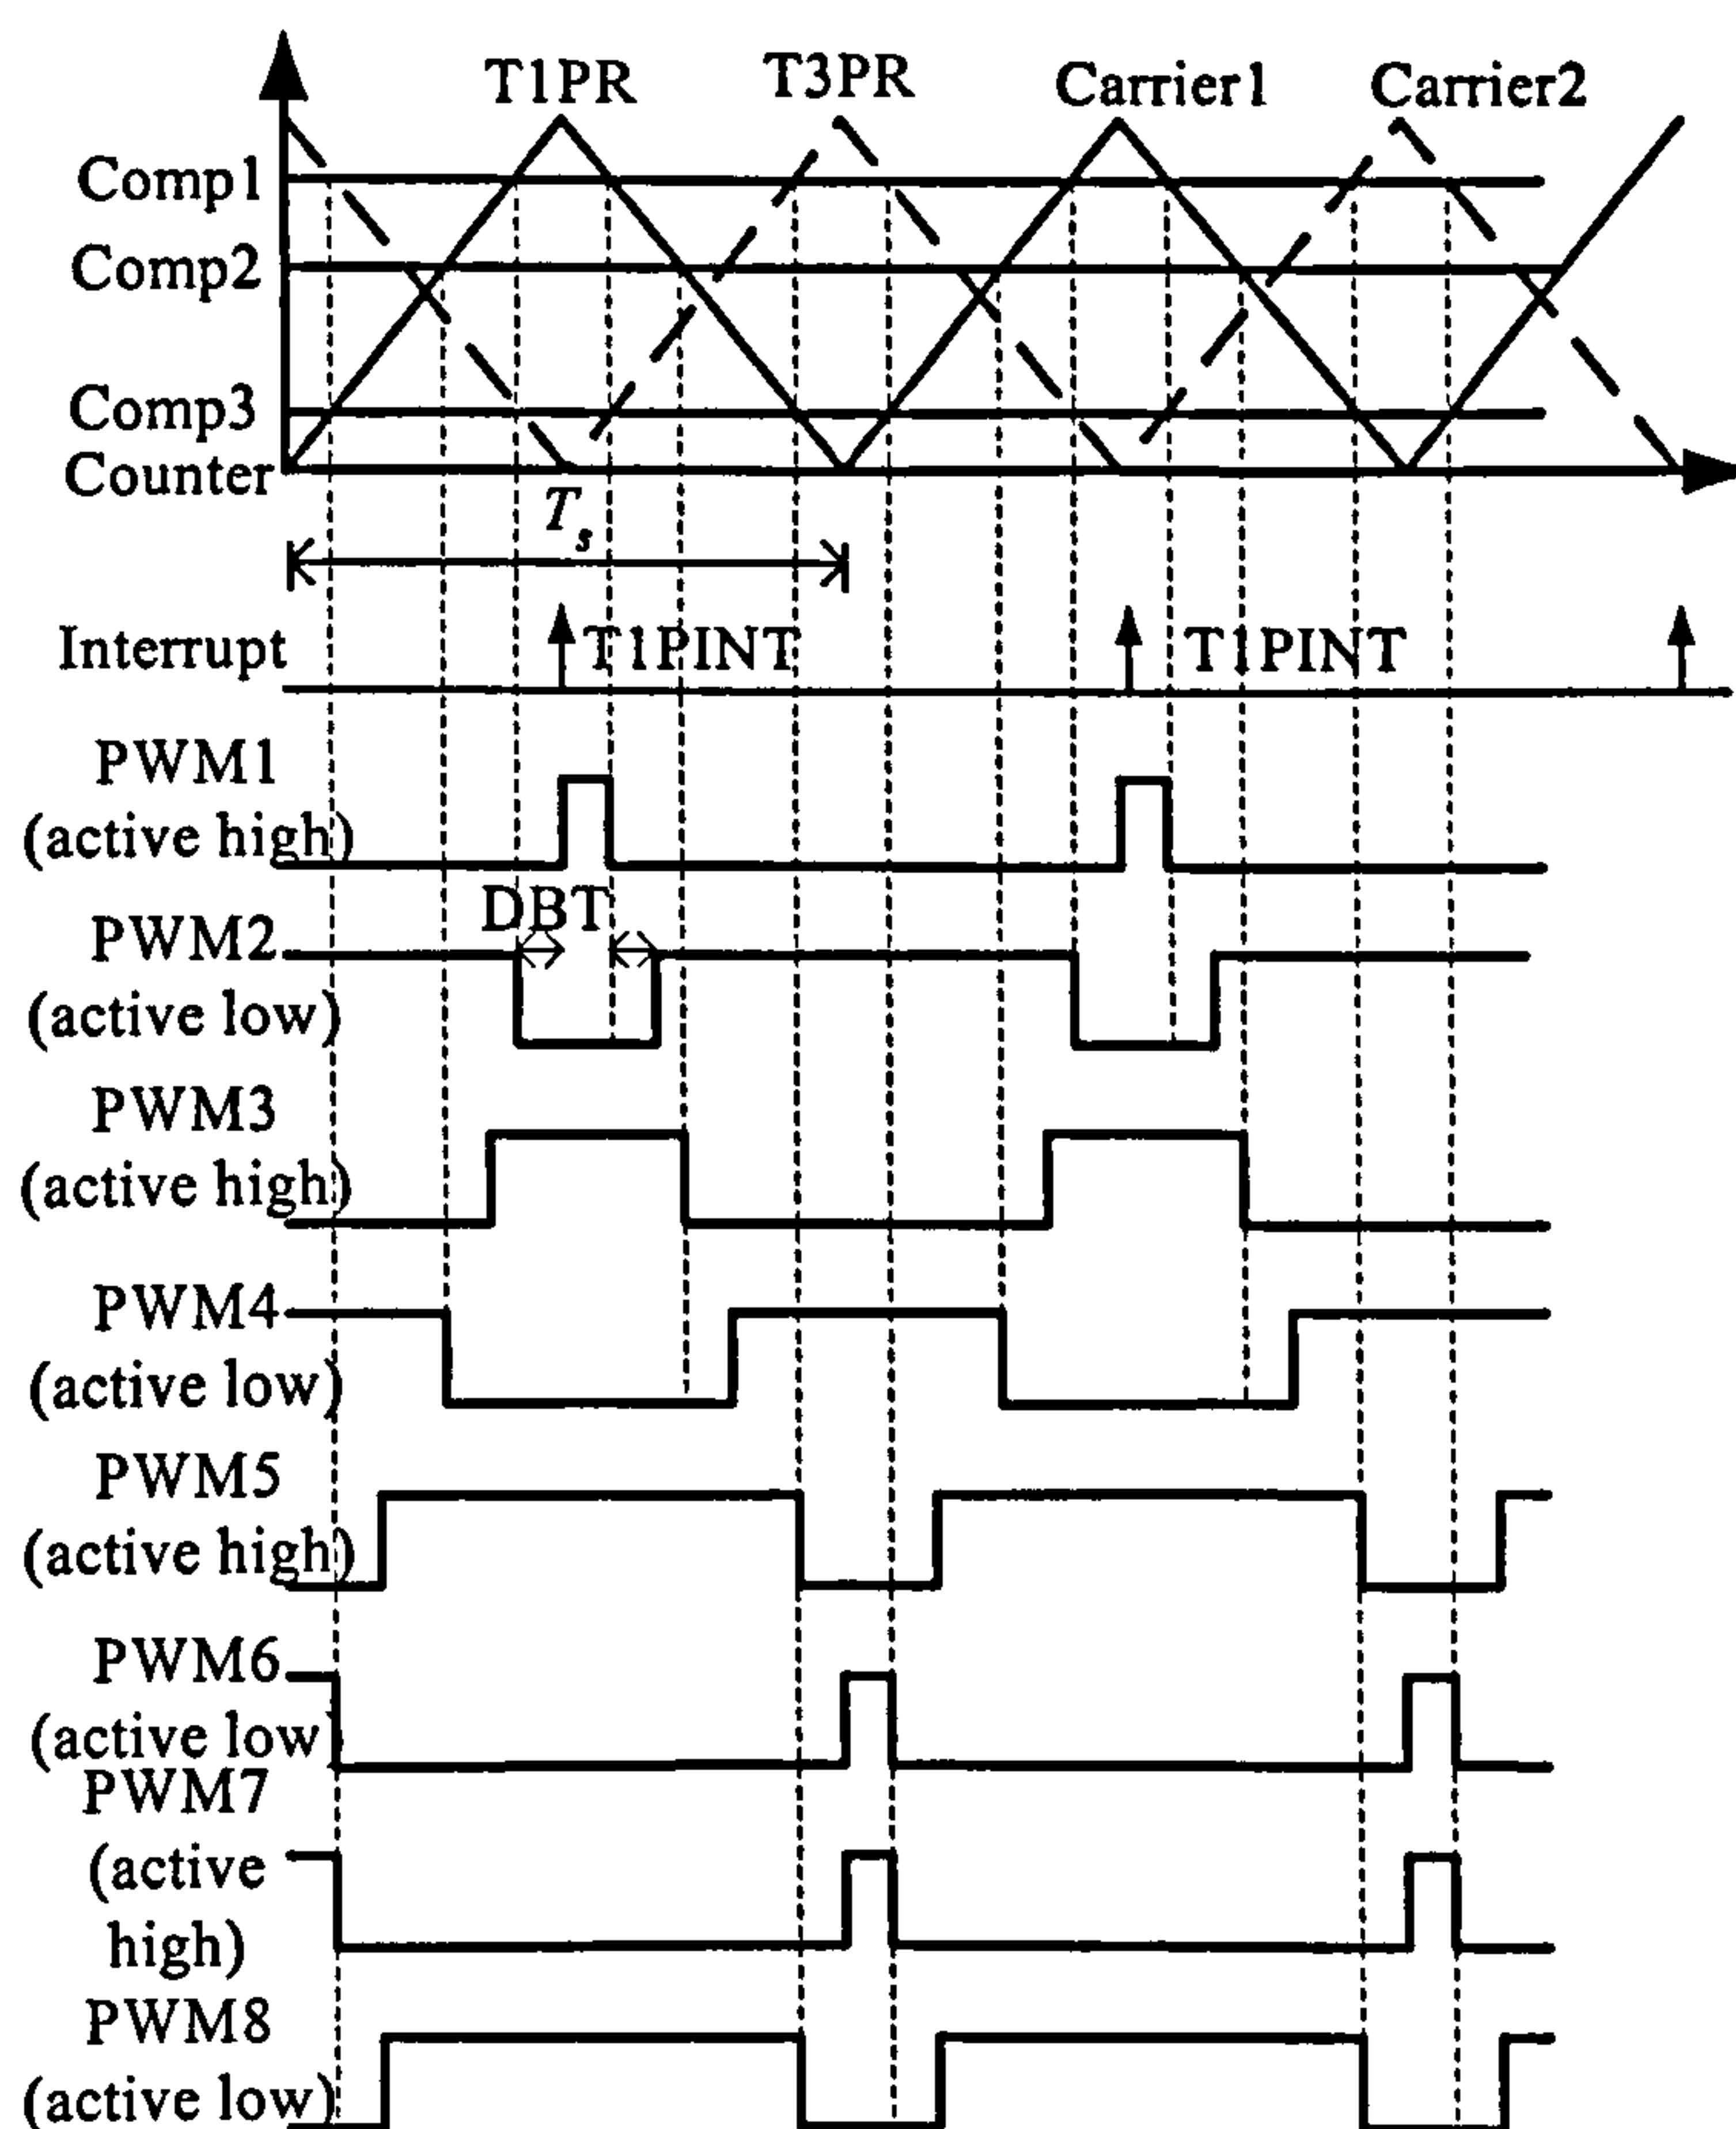 T1PR
T3PR
Carrier1
Carrier2
Comp1
Comp2
Comp3
Counter
Ts
Interrupt
T1PINT
T1PINT
PWM1
(active high)
DBT
PWM2
(active low)
PWM3
(active high)
PWM4
(active low)
PWM5
(active high)
PWM6
(active low)
PWM7
(active
high)
PWM8
(active low)